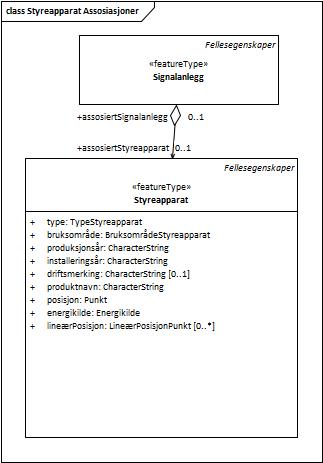 class Styreapparat Assosiasjoner
Fellesegenskaper
«featureType»
Signalanlegg
+assosiertSignalanlegg 0..1
+assosiertStyreapparat 0..1
Fellesegenskaper
«featureType»
Styreapparat
+ type: TypeStyreapparat
+ bruksområde: BruksområdeStyreapparat
+ produksjonsår: CharacterString
+ installeringsår: CharacterString
+ driftsmerking: CharacterString [0..1]
+ produktnavn: CharacterString
+ posisjon: Punkt
+ energikilde: Energikilde
+ lineærPosisjon: LineærPosisjonPunkt [0..*]